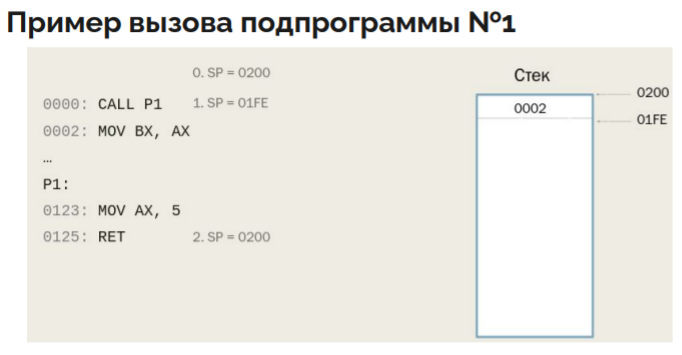 Пример вызова подпрограммы №1
0. SP = 0200
Стек
0200
0000: CALL P1 1. SP = 01FE
0002
01FE
0002: MOV BX, AX
…
P1:
0123: MOV AX, 5
0125: RET 2. SP = 0200